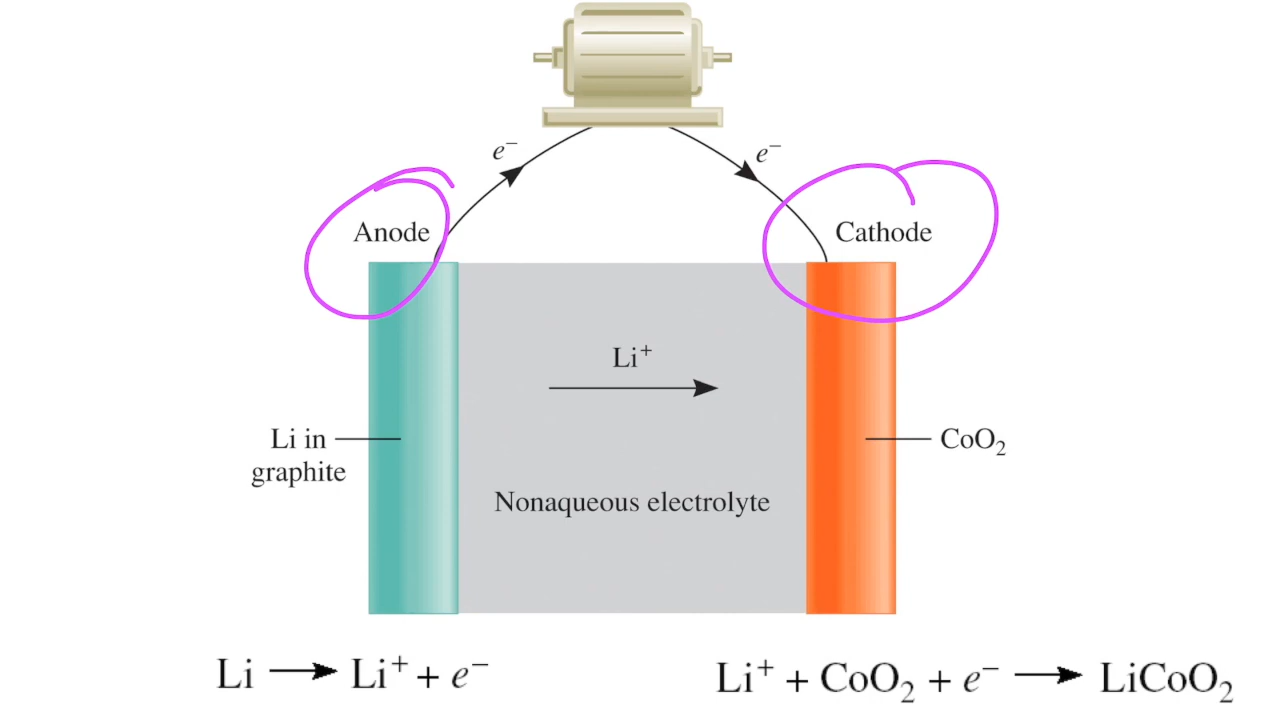 e⁻
e⁻
Anode
Cathode
Li⁺
Li in
graphite
CoO₂
Nonaqueous electrolyte
Li ⟶ Li⁺ + e⁻
Li⁺ + CoO₂ + e⁻ ⟶ LiCoO₂